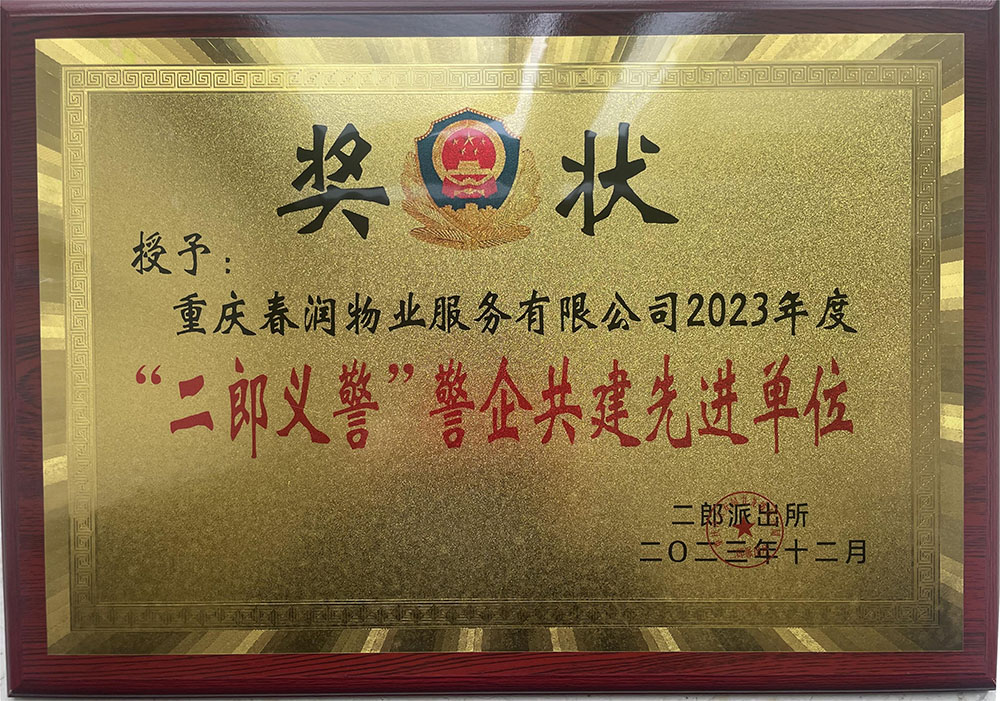 奖状
授予：
重庆春润物业服务有限公司2023年度
“二郎义警”警企共建先进单位
二郎派出所
二〇二三年十二月